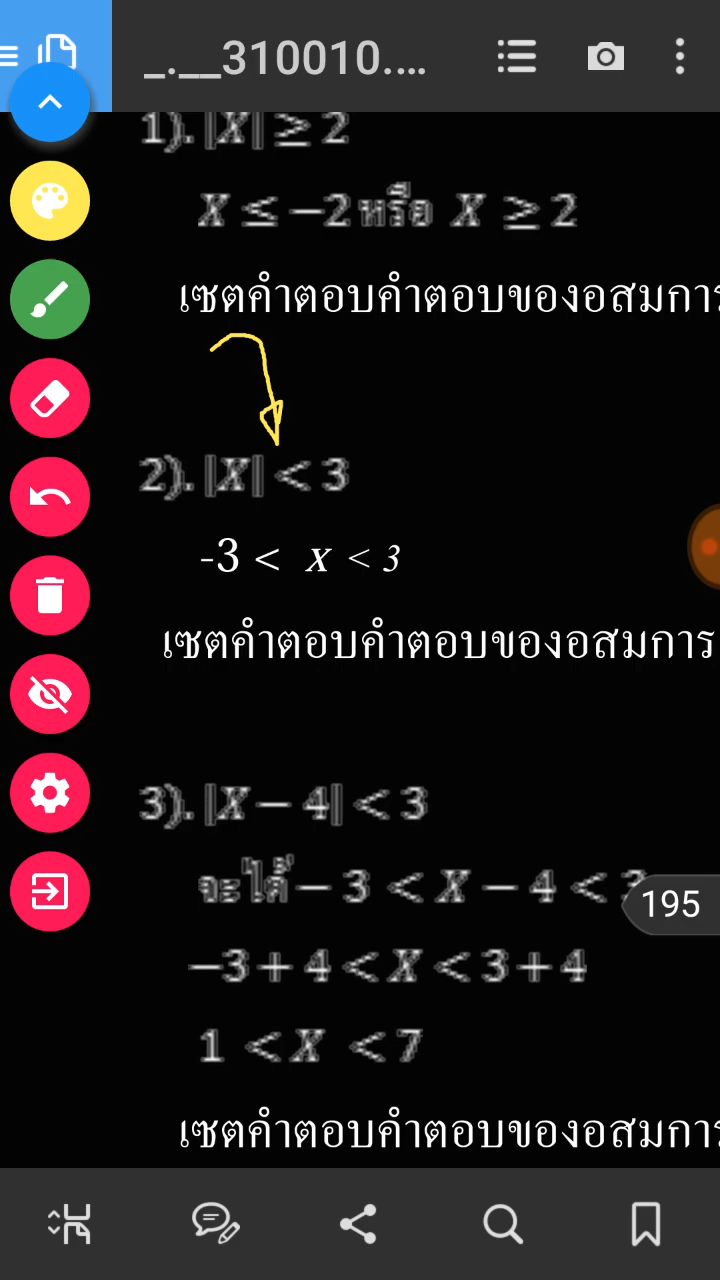 _.__310010....
1). |X| ≥ 2
X ≤ −2 หรือ X ≥ 2
เซตคำตอบคำตอบของอสมการ
2). |X| < 3
-3 < x < 3
เซตคำตอบคำตอบของอสมการ
3). |X − 4| < 3
จะได้ − 3 < X − 4 < 3
195
−3 + 4 < X < 3 + 4
1 < X < 7
เซตคำตอบคำตอบของอสมการ